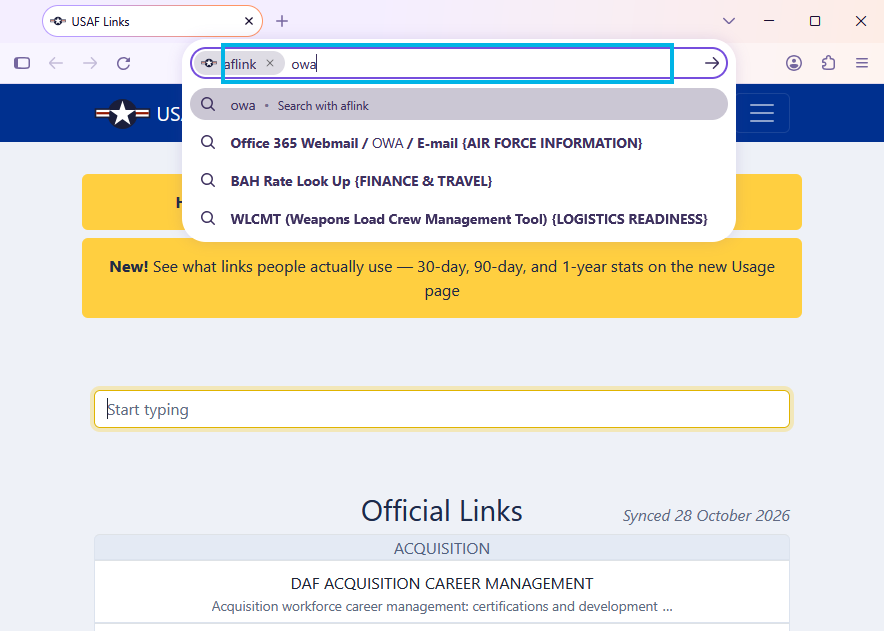 USAF Links
aflink
owa
owa • Search with aflink
Office 365 Webmail / OWA / E-mail {AIR FORCE INFORMATION}
BAH Rate Look Up {FINANCE & TRAVEL}
WLCMT (Weapons Load Crew Management Tool) {LOGISTICS READINESS}
New! See what links people actually use — 30-day, 90-day, and 1-year stats on the new Usage
page
Start typing
Official Links
Synced 28 October 2026
ACQUISITION
DAF ACQUISITION CAREER MANAGEMENT
Acquisition workforce career management: certifications and development ...